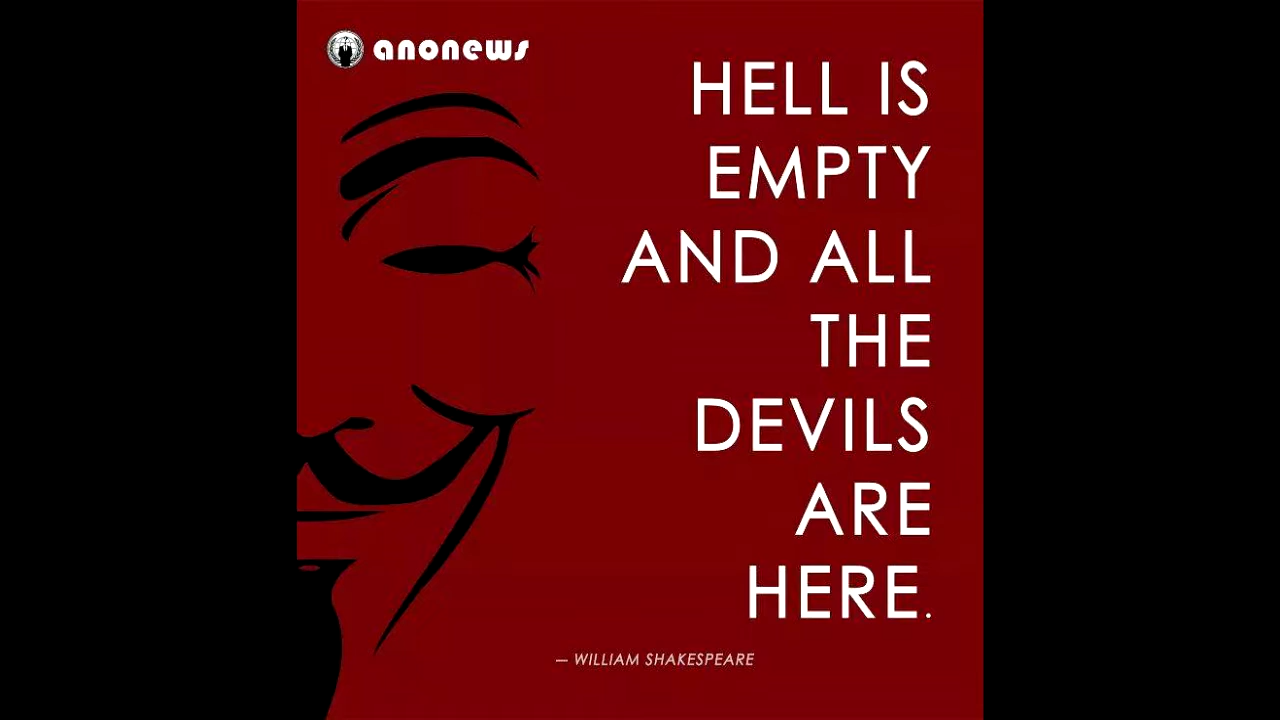 anonews
HELL IS
EMPTY
AND ALL
THE
DEVILS
ARE
HERE.
— WILLIAM SHAKESPEARE